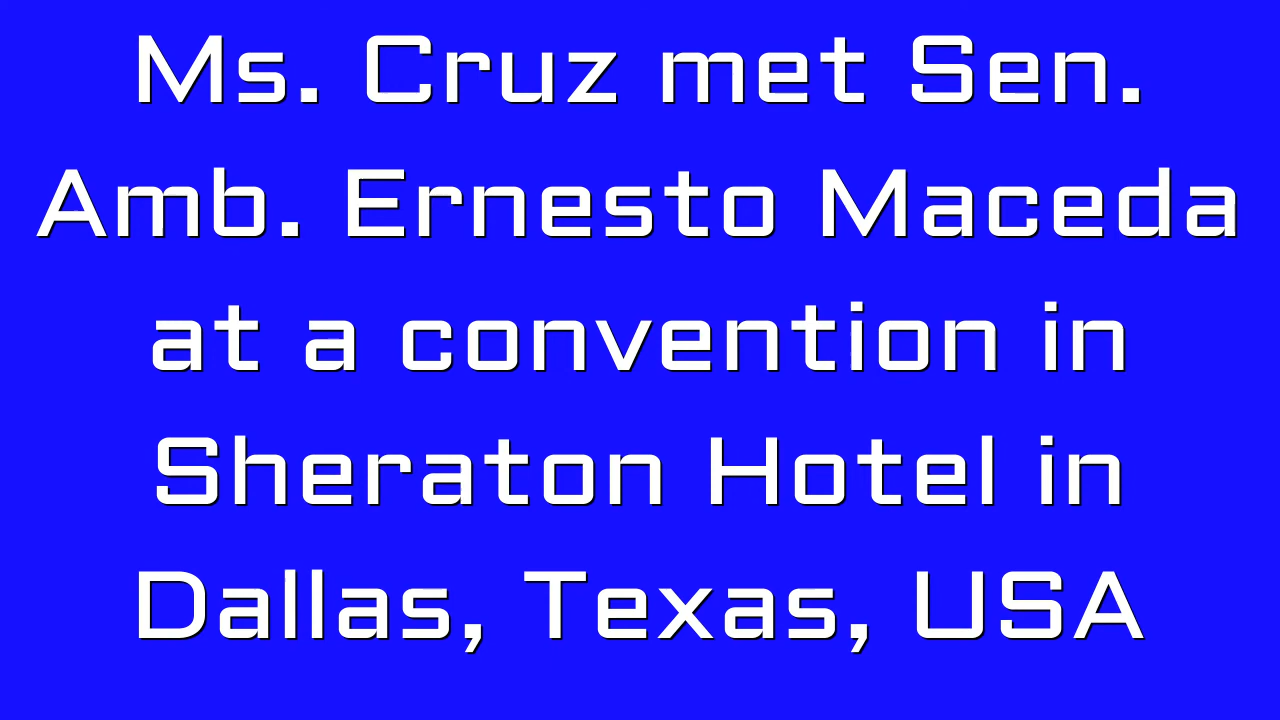 Ms. Cruz met Sen.
Amb. Ernesto Maceda
at a convention in
Sheraton Hotel in
Dallas, Texas, USA